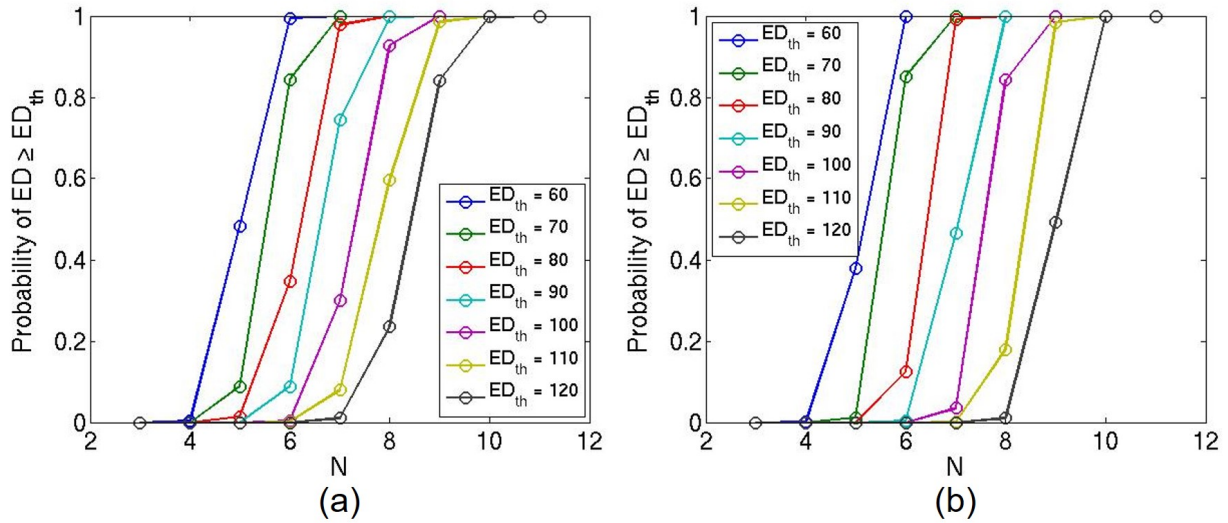 1
0.8
0.6
0.4
0.2
0
2
4
6
8
10
12
Probability of ED ≥ ED_th
N
ED_th = 60
ED_th = 70
ED_th = 80
ED_th = 90
ED_th = 100
ED_th = 110
ED_th = 120
(a)
1
0.8
0.6
0.4
0.2
0
2
4
6
8
10
12
Probability of ED ≥ ED_th
N
ED_th = 60
ED_th = 70
ED_th = 80
ED_th = 90
ED_th = 100
ED_th = 110
ED_th = 120
(b)